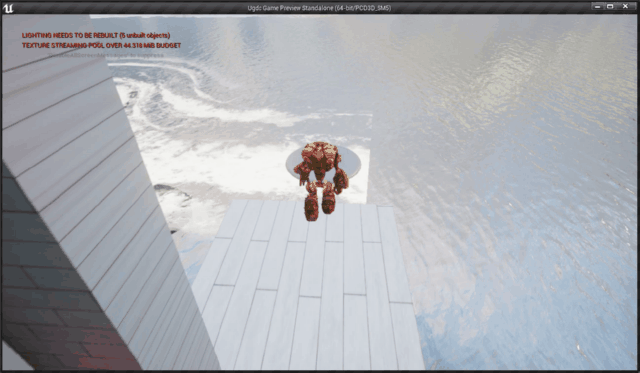 Ugdc Game Preview Standalone (64-bit/PCD3D_SM5)
LIGHTING NEEDS TO BE REBUILT (5 unbuilt objects)
TEXTURE STREAMING POOL OVER 44.318 MiB BUDGET